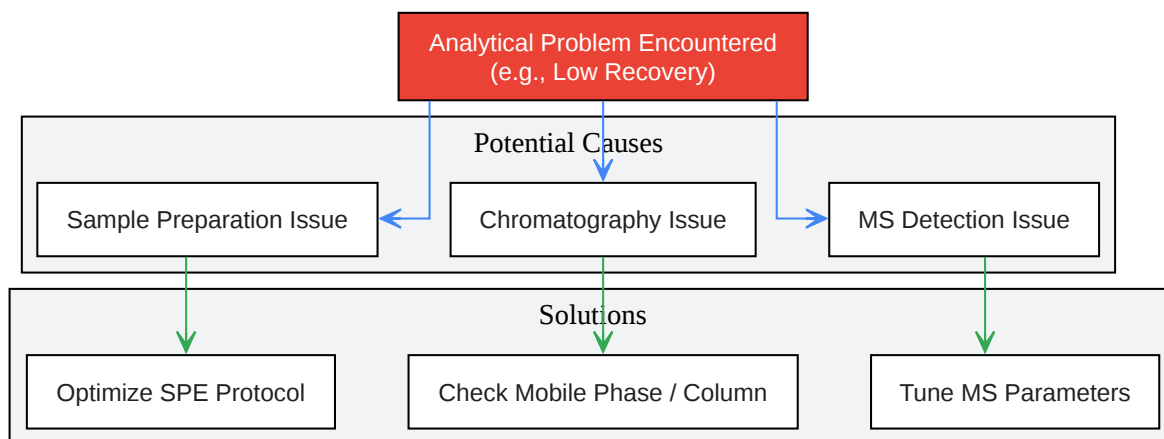 Analytical Problem Encountered
(e.g., Low Recovery)
Potential Causes
Sample Preparation Issue
Chromatography Issue
MS Detection Issue
Solutions
Optimize SPE Protocol
Check Mobile Phase / Column
Tune MS Parameters